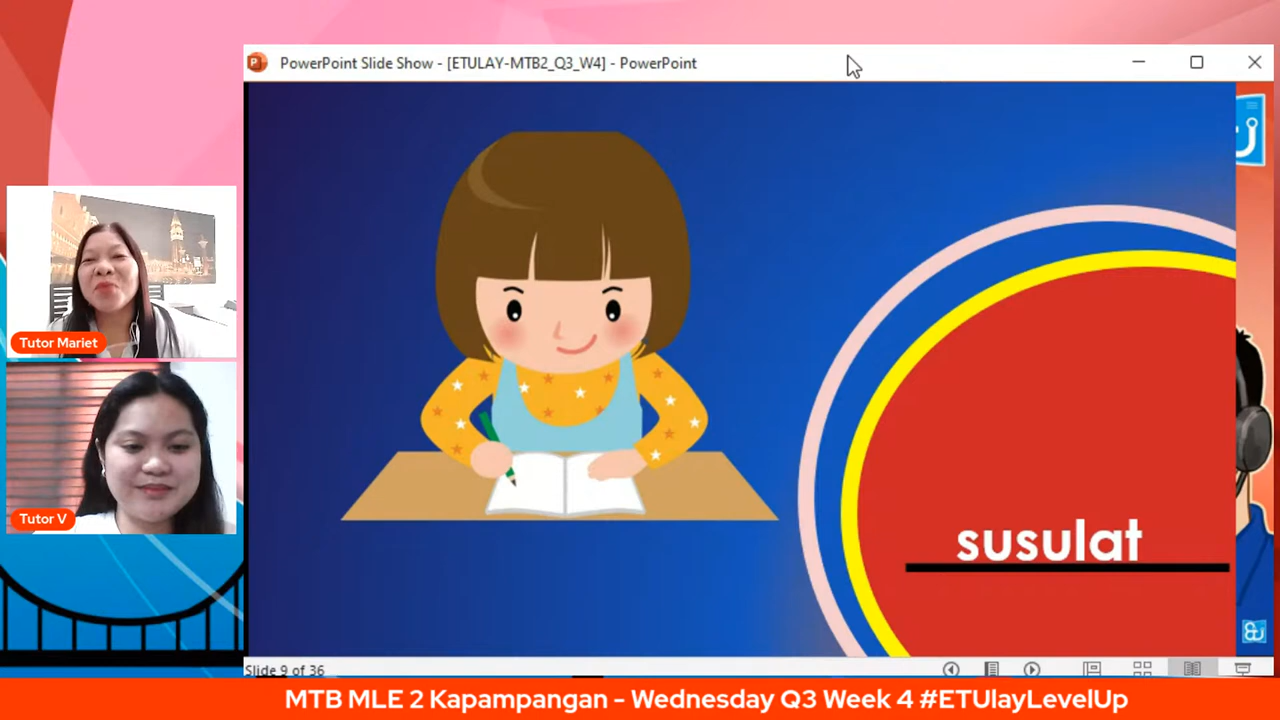 PowerPoint Slide Show - [ETULAY-MTB2_Q3_W4] - PowerPoint
Tutor Mariet
Tutor V
susulat
Slide 9 of 36
MTB MLE 2 Kapampangan - Wednesday Q3 Week 4 #ETUlayLevelUp